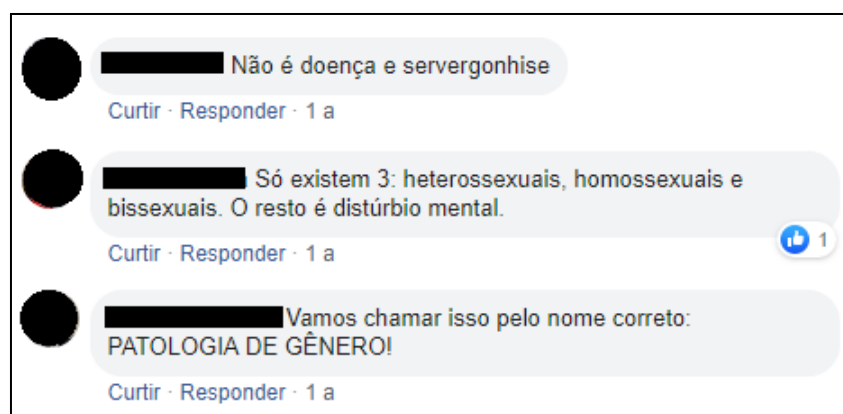 Não é doença e servergonhise
Curtir · Responder · 1 a
Só existem 3: heterossexuais, homossexuais e
bissexuais. O resto é distúrbio mental.
1
Curtir · Responder · 1 a
Vamos chamar isso pelo nome correto:
PATOLOGIA DE GÊNERO!
Curtir · Responder · 1 a